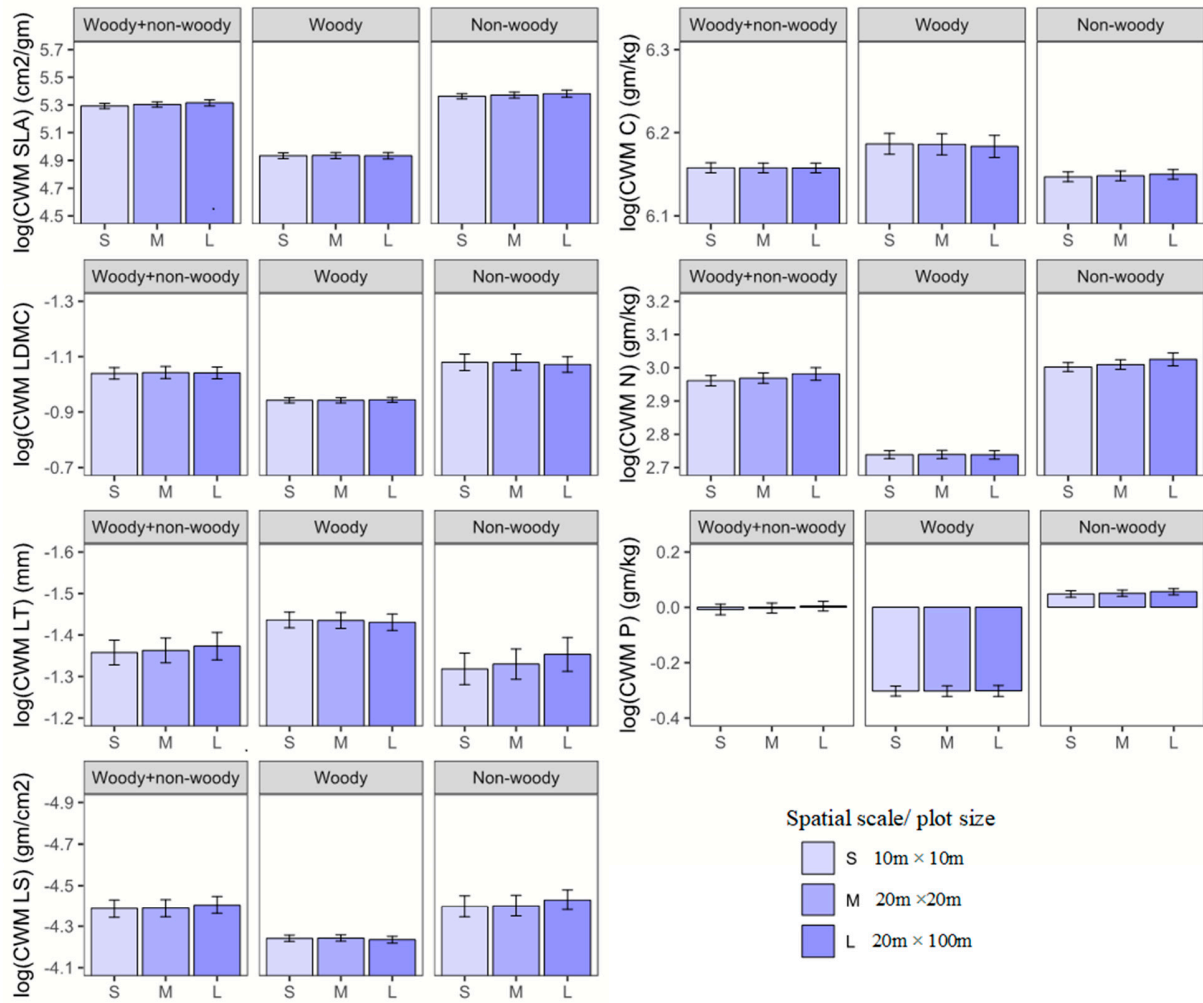 log(CWM SLA) (cm2/gm)
5.7
5.5
5.3
5.1
4.9
4.7
4.5
Woody+non-woody
Woody
Non-woody
S M L
S M L
S M L
log(CWM C) (gm/kg)
6.3
6.2
6.1
Woody+non-woody
Woody
Non-woody
S M L
S M L
S M L
log(CWM LDMC)
-1.3
-1.1
-0.9
-0.7
Woody+non-woody
Woody
Non-woody
S M L
S M L
S M L
log(CWM N) (gm/kg)
3.2
3.1
3.0
2.9
2.8
2.7
Woody+non-woody
Woody
Non-woody
S M L
S M L
S M L
log(CWM LT) (mm)
-1.6
-1.5
-1.4
-1.3
-1.2
Woody+non-woody
Woody
Non-woody
S M L
S M L
S M L
log(CWM P) (gm/kg)
0.2
0.0
-0.2
-0.4
Woody+non-woody
Woody
Non-woody
S M L
S M L
S M L
log(CWM LS) (gm/cm2)
-4.9
-4.7
-4.4
-4.3
-4.1
Woody+non-woody
Woody
Non-woody
S M L
S M L
S M L
Spatial scale/ plot size
S 10m × 10m
M 20m ×20m
L 20m × 100m